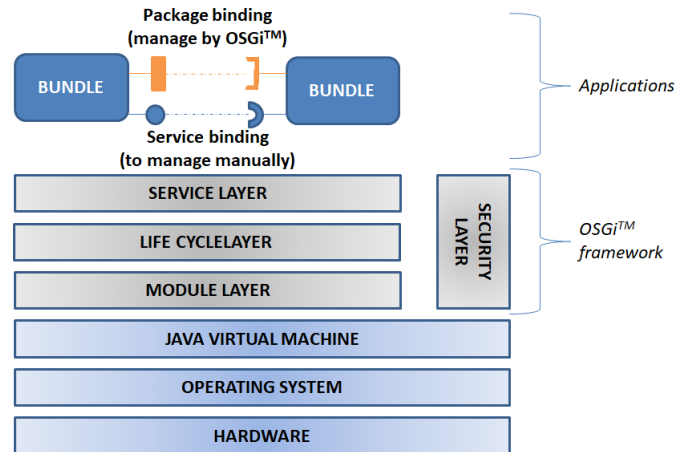 Package binding
(manage by OSGi™)
BUNDLE
BUNDLE
Applications
Service binding
(to manage manually)
SERVICE LAYER
LIFE CYCLELAYER
MODULE LAYER
SECURITY
LAYER
OSGi™
framework
JAVA VIRTUAL MACHINE
OPERATING SYSTEM
HARDWARE